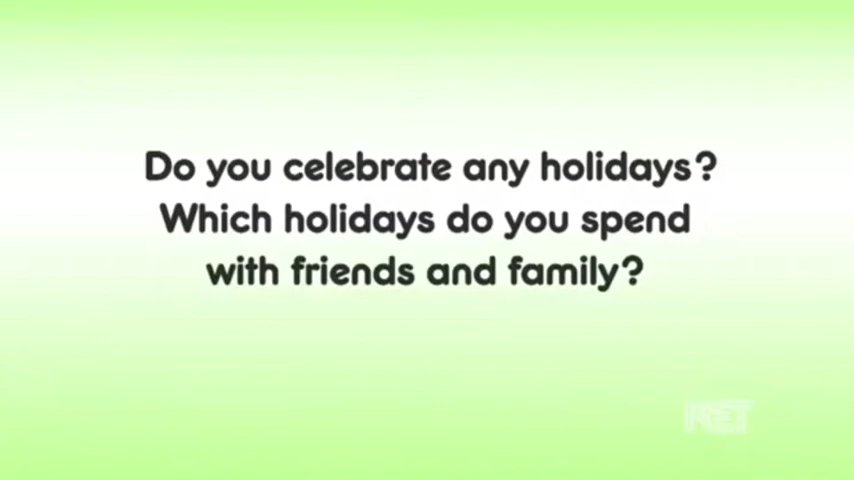 Do you celebrate any holidays?
Which holidays do you spend
with friends and family?